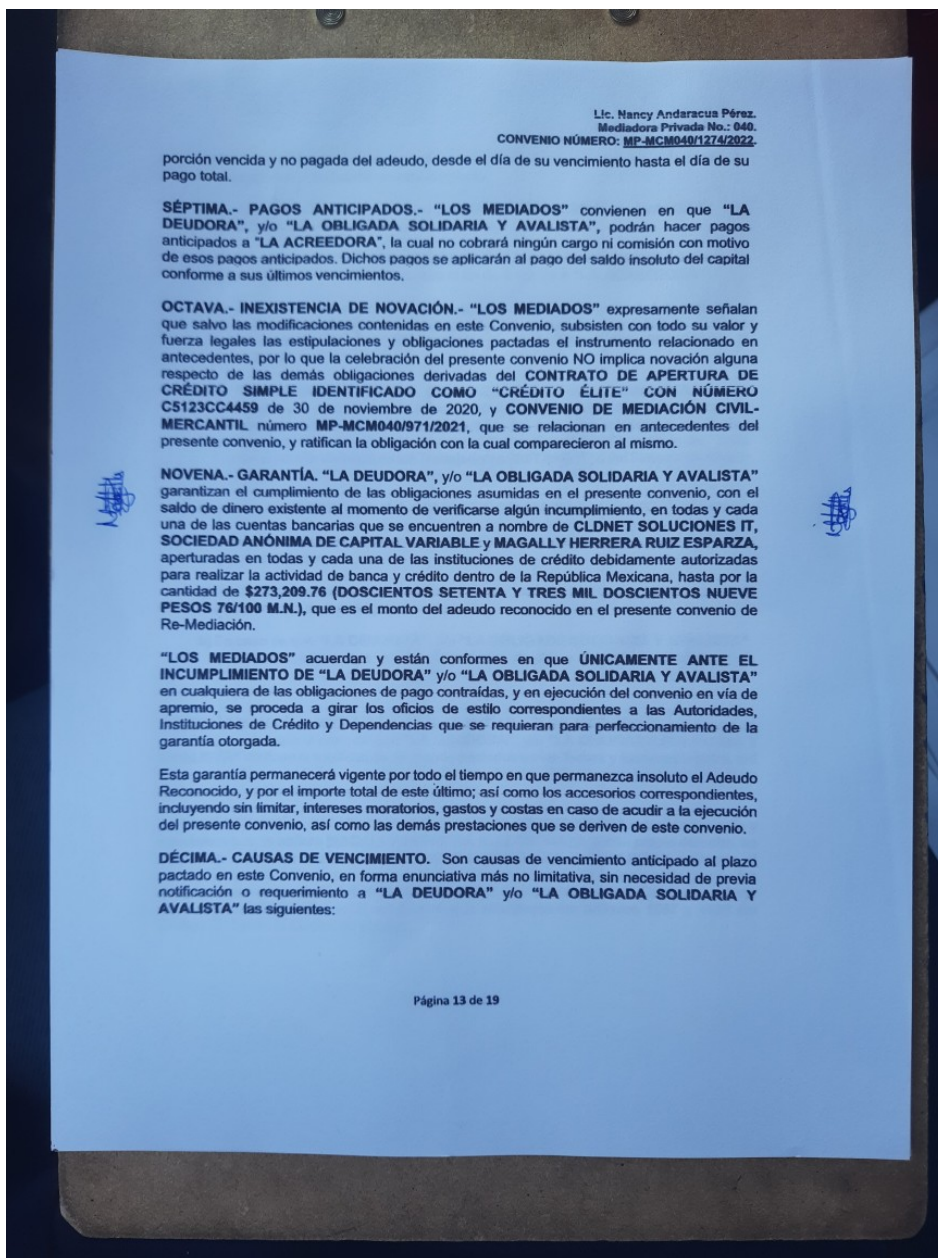 Lic. Nancy Andaracua Pérez.
Mediadora Privada No.: 040.
CONVENIO NÚMERO: MP-MCM040/1274/2022.
porción vencida y no pagada del adeudo, desde el día de su vencimiento hasta el día de su
pago total.
SÉPTIMA.- PAGOS ANTICIPADOS.- “LOS MEDIADOS” convienen en que “LA
DEUDORA”, y/o “LA OBLIGADA SOLIDARIA Y AVALISTA”, podrán hacer pagos
anticipados a “LA ACREEDORA”, la cual no cobrará ningún cargo ni comisión con motivo
de esos pagos anticipados. Dichos pagos se aplicarán al pago del saldo insoluto del capital
conforme a sus últimos vencimientos.
OCTAVA.- INEXISTENCIA DE NOVACIÓN.- “LOS MEDIADOS” expresamente señalan
que salvo las modificaciones contenidas en este Convenio, subsisten con todo su valor y
fuerza legales las estipulaciones y obligaciones pactadas el instrumento relacionado en
antecedentes, por lo que la celebración del presente convenio NO implica novación alguna
respecto de las demás obligaciones derivadas del CONTRATO DE APERTURA DE
CRÉDITO SIMPLE IDENTIFICADO COMO “CRÉDITO ÉLITE” CON NÚMERO
C5123CC4459 de 30 de noviembre de 2020, y CONVENIO DE MEDIACIÓN CIVIL-
MERCANTIL número MP-MCM040/971/2021, que se relacionan en antecedentes del
presente convenio, y ratifican la obligación con la cual comparecieron al mismo.
NOVENA.- GARANTÍA. “LA DEUDORA”, y/o “LA OBLIGADA SOLIDARIA Y AVALISTA”
garantizan el cumplimiento de las obligaciones asumidas en el presente convenio, con el
saldo de dinero existente al momento de verificarse algún incumplimiento, en todas y cada
una de las cuentas bancarias que se encuentren a nombre de CLDNET SOLUCIONES IT,
SOCIEDAD ANÓNIMA DE CAPITAL VARIABLE y MAGALLY HERRERA RUIZ ESPARZA,
aperturadas en todas y cada una de las instituciones de crédito debidamente autorizadas
para realizar la actividad de banca y crédito dentro de la República Mexicana, hasta por la
cantidad de $273,209.76 (DOSCIENTOS SETENTA Y TRES MIL DOSCIENTOS NUEVE
PESOS 76/100 M.N.), que es el monto del adeudo reconocido en el presente convenio de
Re-Mediación.
“LOS MEDIADOS” acuerdan y están conformes en que ÚNICAMENTE ANTE EL
INCUMPLIMIENTO DE “LA DEUDORA” y/o “LA OBLIGADA SOLIDARIA Y AVALISTA”
en cualquiera de las obligaciones de pago contraídas, y en ejecución del convenio en vía de
apremio, se proceda a girar los oficios de estilo correspondientes a las Autoridades,
Instituciones de Crédito y Dependencias que se requieran para perfeccionamiento de la
garantía otorgada.
Esta garantía permanecerá vigente por todo el tiempo en que permanezca insoluto el Adeudo
Reconocido, y por el importe total de este último; así como los accesorios correspondientes,
incluyendo sin limitar, intereses moratorios, gastos y costas en caso de acudir a la ejecución
del presente convenio, así como las demás prestaciones que se deriven de este convenio.
DÉCIMA.- CAUSAS DE VENCIMIENTO. Son causas de vencimiento anticipado al plazo
pactado en este Convenio, en forma enunciativa más no limitativa, sin necesidad de previa
notificación o requerimiento a “LA DEUDORA” y/o “LA OBLIGADA SOLIDARIA Y
AVALISTA” las siguientes:
Página 13 de 19